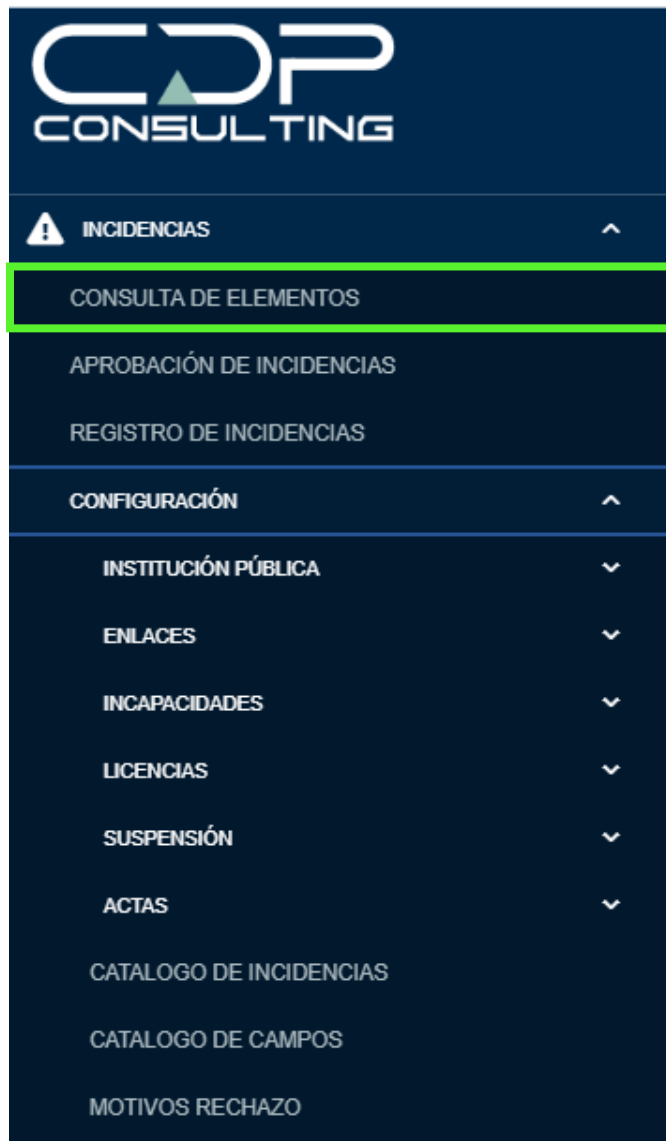 CDP
CONSULTING
INCIDENCIAS
CONSULTA DE ELEMENTOS
APROBACIÓN DE INCIDENCIAS
REGISTRO DE INCIDENCIAS
CONFIGURACIÓN
INSTITUCIÓN PÚBLICA
ENLACES
INCAPACIDADES
LICENCIAS
SUSPENSIÓN
ACTAS
CATALOGO DE INCIDENCIAS
CATALOGO DE CAMPOS
MOTIVOS RECHAZO